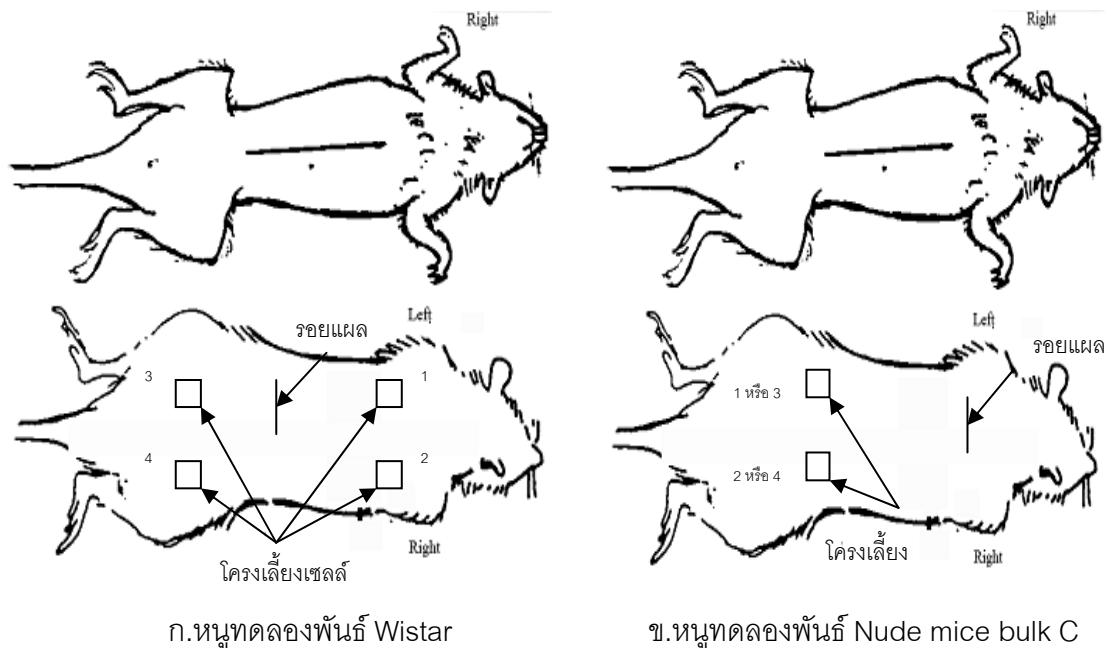 Right
Right
Left
รอยแผล
3
1
4
2
Right
โครงเลี้ยงเซลล์
Left
รอยแผล
1 หรือ 3
2 หรือ 4
โครงเลี้ยง
Right
ก.หนูทดลองพันธ์ Wistar
ข.หนูทดลองพันธ์ Nude mice bulk C